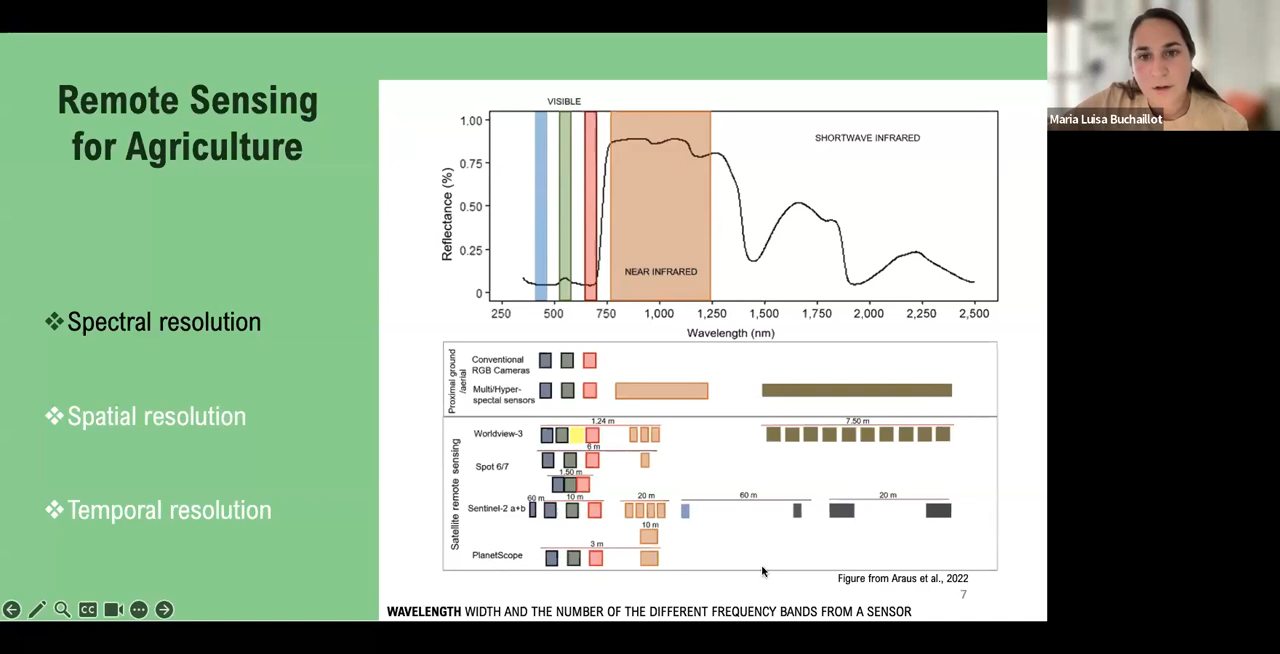 Remote Sensing
for Agriculture
❖Spectral resolution
❖Spatial resolution
❖Temporal resolution
VISIBLE
1.00
0.75
0.50
0.25
0
Reflectance (%)
SHORTWAVE INFRARED
NEAR INFRARED
250 500 750 1,000 1,250 1,500 1,750 2,000 2,250 2,500
Wavelength (nm)
Proximal ground
/aerial
Conventional
RGB Cameras
Multi/Hyper-
spectal sensors
Satellite remote sensing
1.24 m 7.50 m
Worldview-3
6 m
Spot 6/7
1.50 m
60 m 10 m 20 m 60 m 20 m
Sentinel-2 a+b
10 m
3 m
PlanetScope
Figure from Araus et al., 2022
7
WAVELENGTH WIDTH AND THE NUMBER OF THE DIFFERENT FREQUENCY BANDS FROM A SENSOR
CC
Maria Luisa Buchaillot